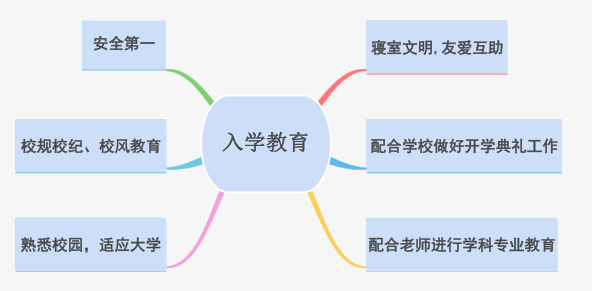 安全第一
寝室文明,友爱互助
校规校纪、校风教育
入学教育
配合学校做好开学典礼工作
熟悉校园，适应大学
配合老师进行学科专业教育